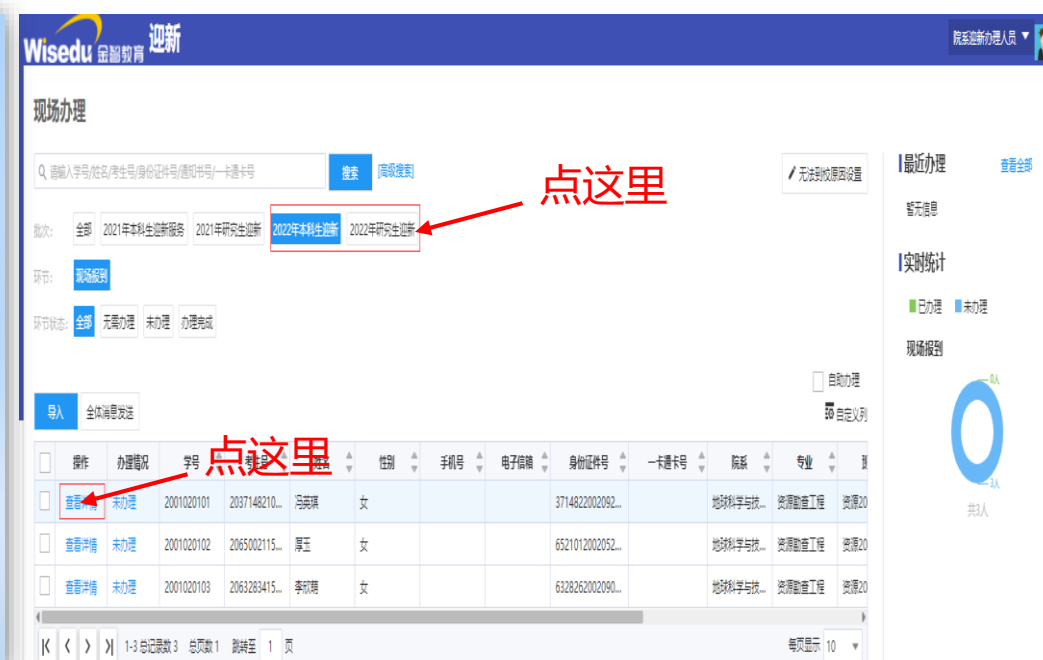 Wisedu 金智教育 迎新
院系迎新办理人员
现场办理
请输入学号/姓名/考生号/身份证件号/通知书号/一卡通卡号
搜索
[高级搜索]
点这里
无法到校原因设置
批次: 全部 2021年本科生迎新服务 2021年研究生迎新 2022年本科生迎新 2022年研究生迎新
环节: 现场报到
环节状态: 全部 无需办理 未办理 办理完成
最近办理 查看全部
暂无信息
实时统计
已办理 未办理
现场报到
0人
3人
共3人
自助办理
导入 全体消息发送
自定义列
点这里
操作 办理情况 学号 考生号 姓名 性别 手机号 电子信箱 身份证件号 一卡通卡号 院系 专业
查看详情 未办理 2001020101 2037148210... 冯英琪 女 3714822002092... 地球科学与技... 资源勘查工程 资源20
查看详情 未办理 2001020102 2065002115... 厚玉 女 6521012002052... 地球科学与技... 资源勘查工程 资源20
查看详情 未办理 2001020103 2063283415... 李欣萌 女 6328262002090... 地球科学与技... 资源勘查工程 资源20
1-3 总记录数 3 总页数 1 跳转至 1 页
每页显示 10